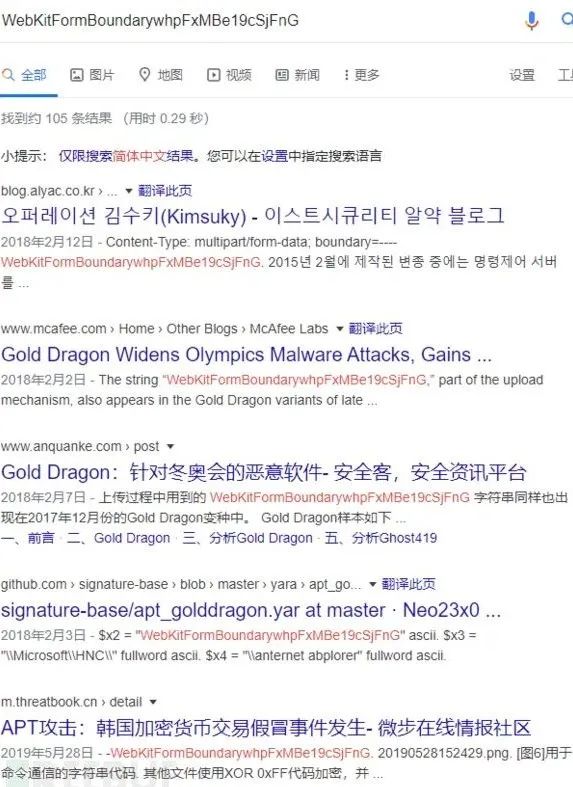 WebKitFormBoundarywhpFxMBe19cSjFnG
全部 图片 地图 视频 新闻 更多 设置
找到约 105 条结果 （用时 0.29 秒）
小提示： 仅限搜索简体中文结果。您可以在设置中指定搜索语言
blog.alyac.co.kr › ... 翻译此页
오퍼레이션 김수키(Kimsuky) - 이스트시큐리티 알약 블로그
2018年2月12日 - Content-Type: multipart/form-data; boundary=----
WebKitFormBoundarywhpFxMBe19cSjFnG. 2015년 2월에 제작된 변종 중에는 명령제어 서버
를 ...
www.mcafee.com › Home › Other Blogs › McAfee Labs 翻译此页
Gold Dragon Widens Olympics Malware Attacks, Gains ...
2018年2月2日 - The string “WebKitFormBoundarywhpFxMBe19cSjFnG,” part of the upload
mechanism, also appears in the Gold Dragon variants of late ...
www.anquanke.com › post
Gold Dragon：针对冬奥会的恶意软件- 安全客，安全资讯平台
2018年2月7日 - 上传过程中用到的 WebKitFormBoundarywhpFxMBe19cSjFnG 字符串同样也出
现在2017年12月份的Gold Dragon变种中。 Gold Dragon样本如下 ...
一、前言 · 二、Gold Dragon · 三、分析Gold Dragon · 五、分析Ghost419
github.com › signature-base › blob › master › yara › apt_go... 翻译此页
signature-base/apt_golddragon.yar at master · Neo23x0 ...
2018年2月3日 - $x2 = "WebKitFormBoundarywhpFxMBe19cSjFnG" ascii. $x3 =
"\\Microsoft\\HNC\\" fullword ascii. $x4 = "\\anternet abplorer" fullword ascii.
m.threatbook.cn › detail
APT攻击：韩国加密货币交易假冒事件发生- 微步在线情报社区
2019年5月28日 - -WebKitFormBoundarywhpFxMBe19cSjFnG. 20190528152429.png. [图6]用于
命令通信的字符串代码. 其他文件使用XOR 0xFF代码加密，并 ...